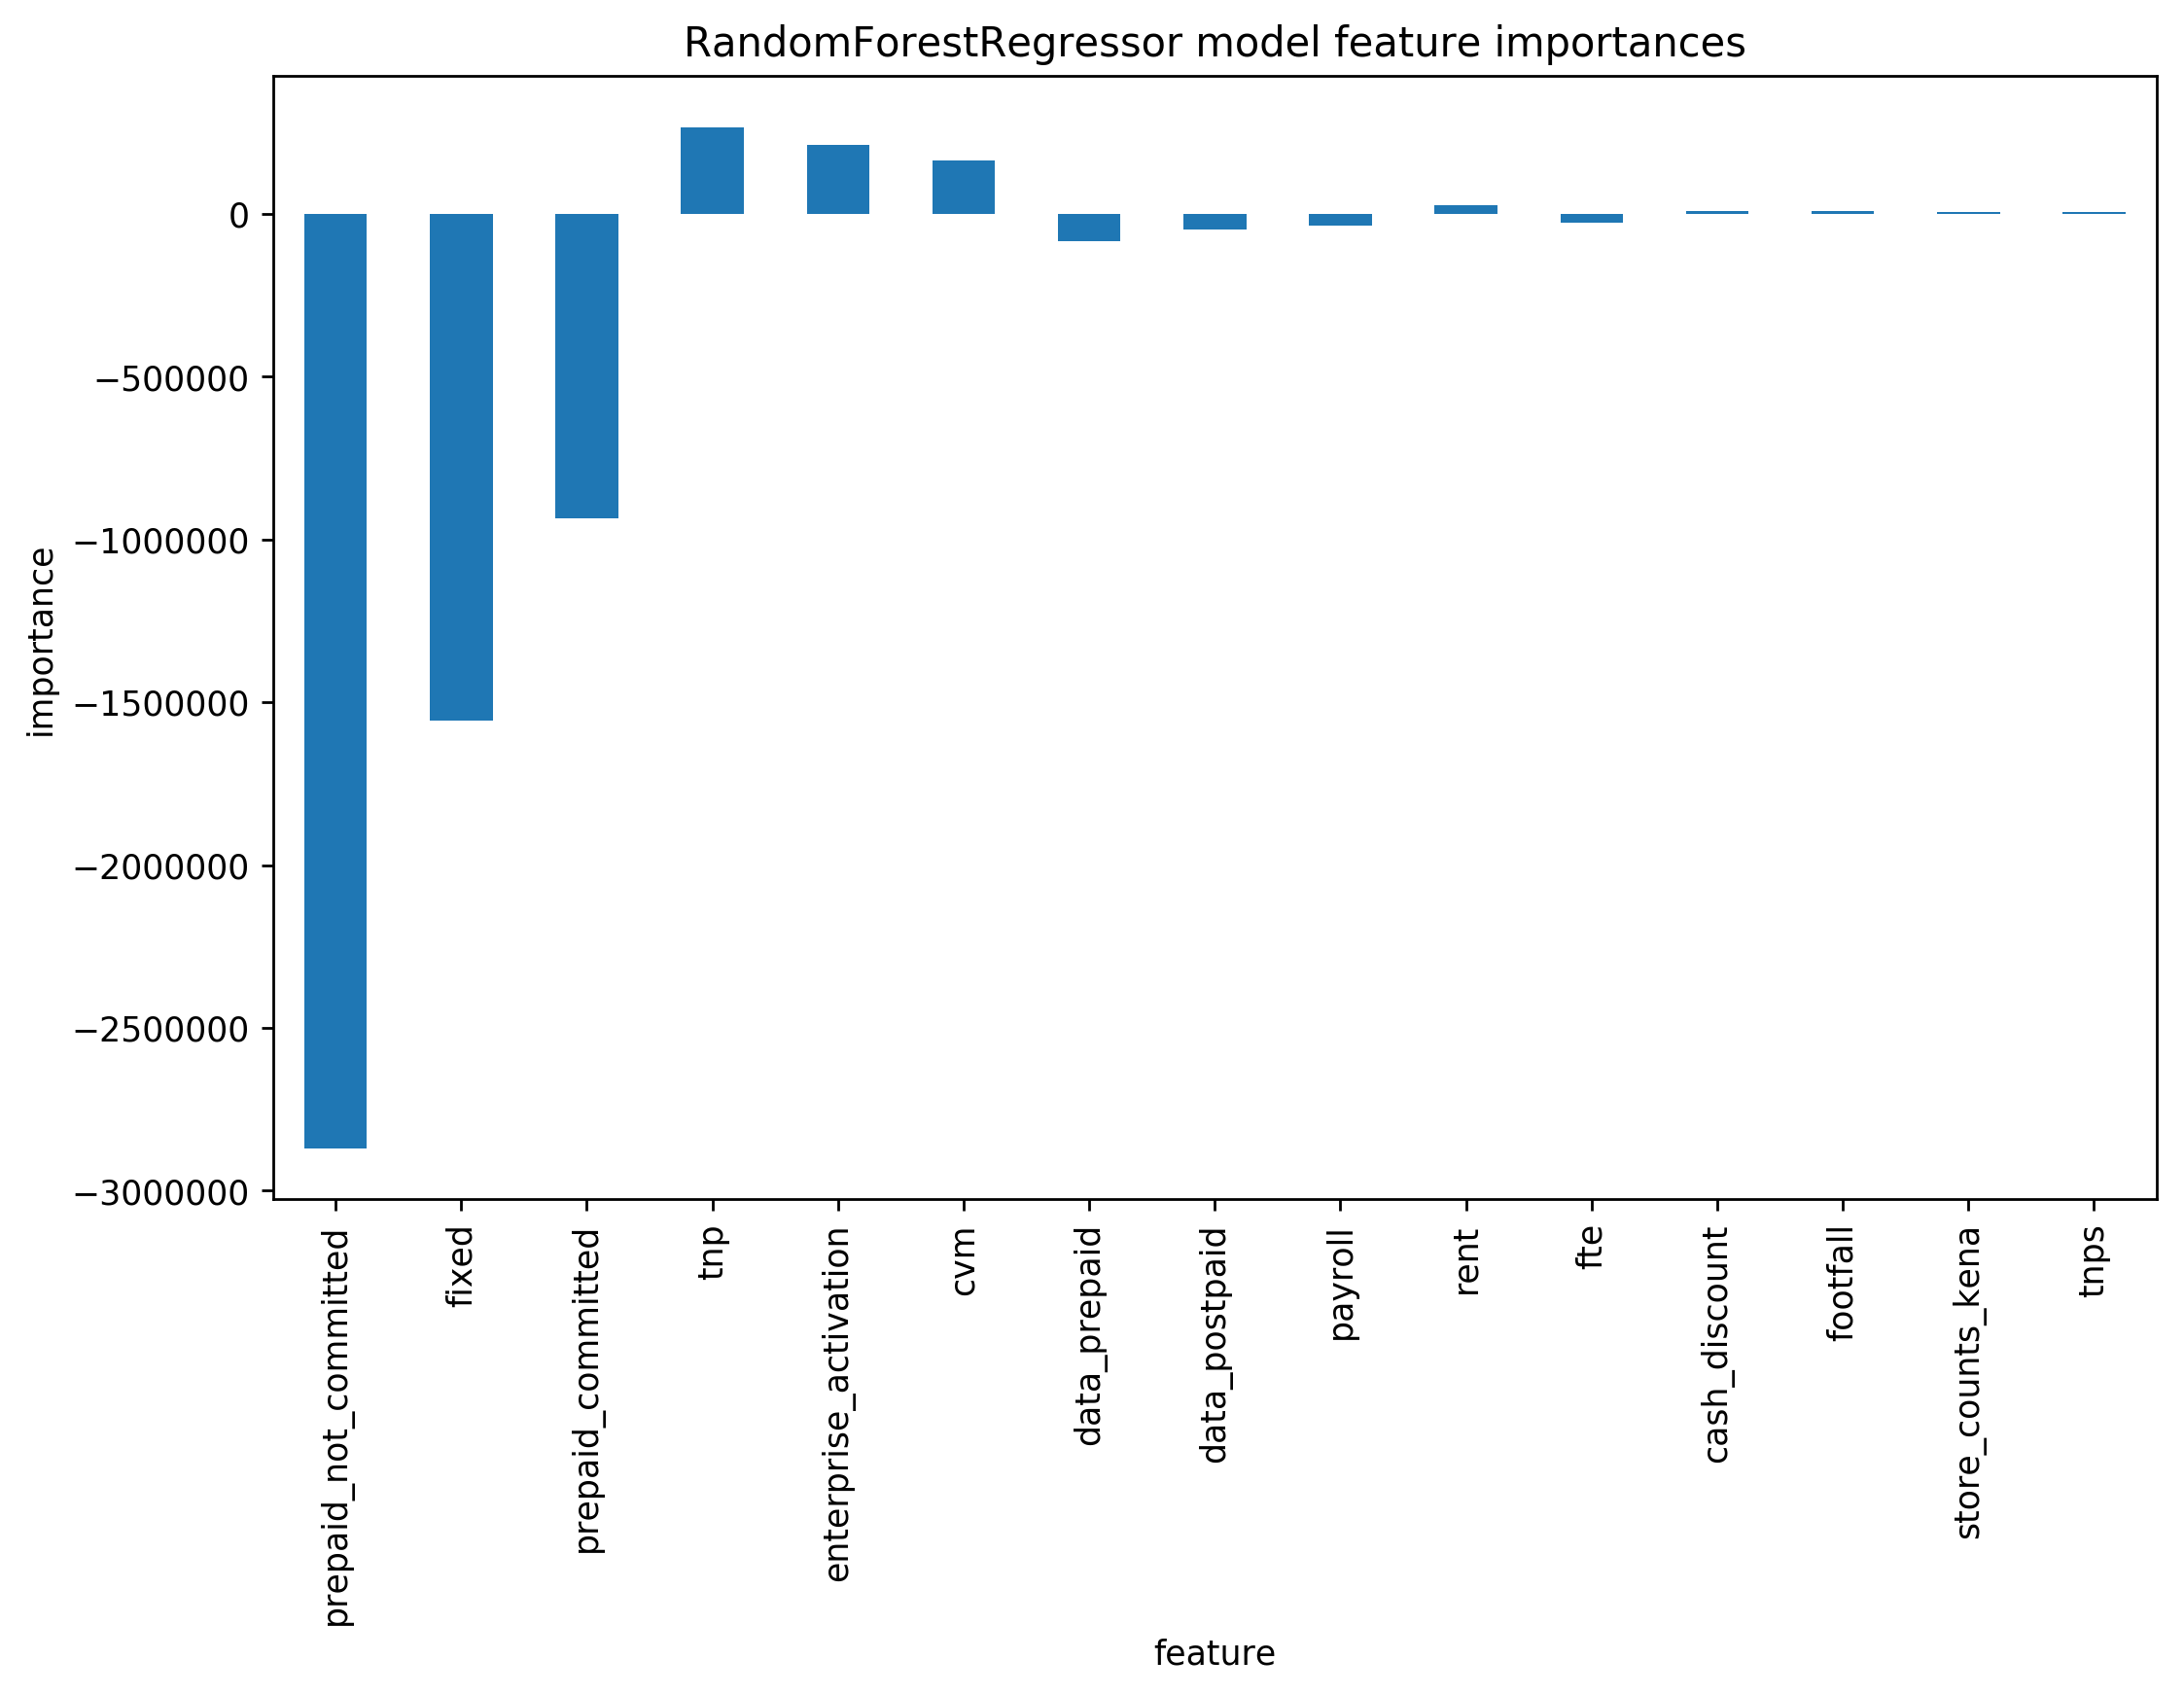 RandomForestRegressor model feature importances
importance
0
−500000
−1000000
−1500000
−2000000
−2500000
−3000000
prepaid_not_committed
fixed
prepaid_committed
tnp
enterprise_activation
cvm
data_prepaid
data_postpaid
payroll
rent
fte
cash_discount
footfall
store_counts_kena
tnps
feature